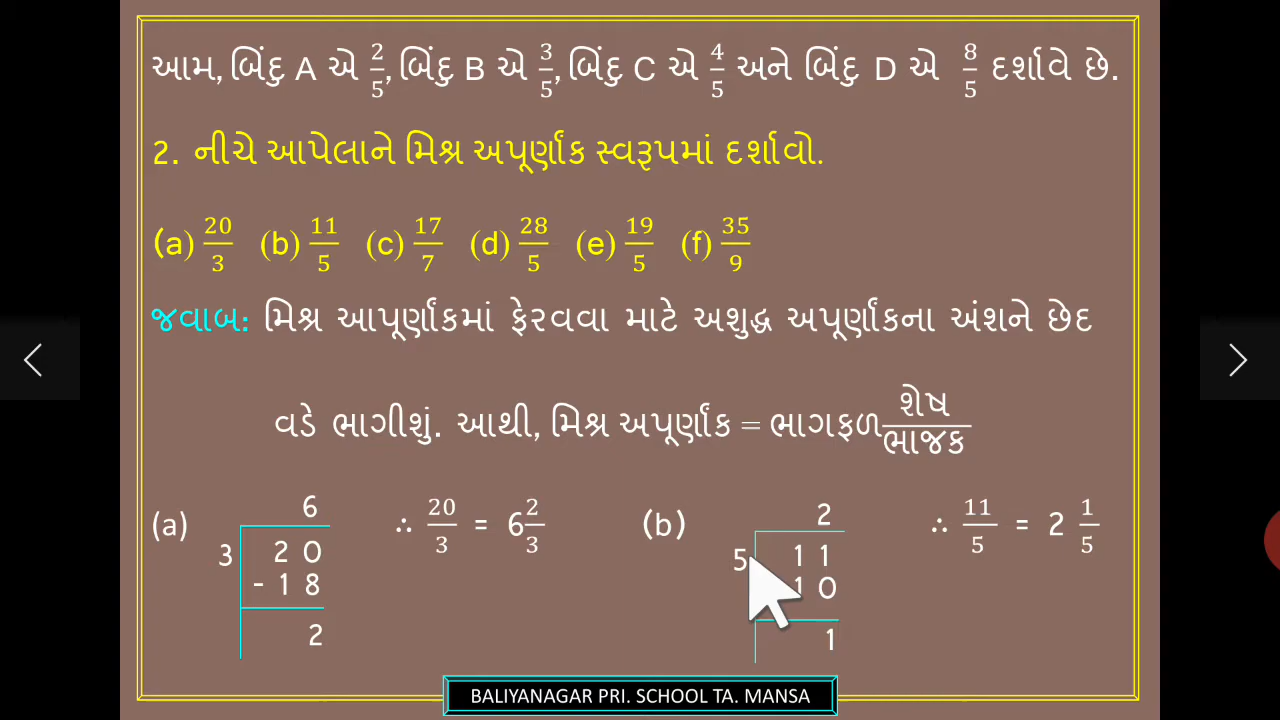 આમ, બિંદુ A એ 2/5, બિંદુ B એ 3/5, બિંદુ C એ 4/5 અને બિંદુ D એ 8/5 દર્શાવે છે.
2. નીચે આપેલાને મિશ્ર અપૂર્ણાંક સ્વરૂપમાં દર્શાવો.
(a) 20/3 (b) 11/5 (c) 17/7 (d) 28/5 (e) 19/5 (f) 35/9
જવાબ: મિશ્ર આપૂર્ણાંકમાં ફેરવવા માટે અશુદ્ધ અપૂર્ણાંકના અંશને છેદ
વડે ભાગીશું. આથી, મિશ્ર અપૂર્ણાંક = ભાગફળ શેષ/ભાજક
(a) 6 ∴ 20/3 = 6 2/3 (b) 2 ∴ 11/5 = 2 1/5
3 20 5 11
- 18 10
2 1
BALIYANAGAR PRI. SCHOOL TA. MANSA